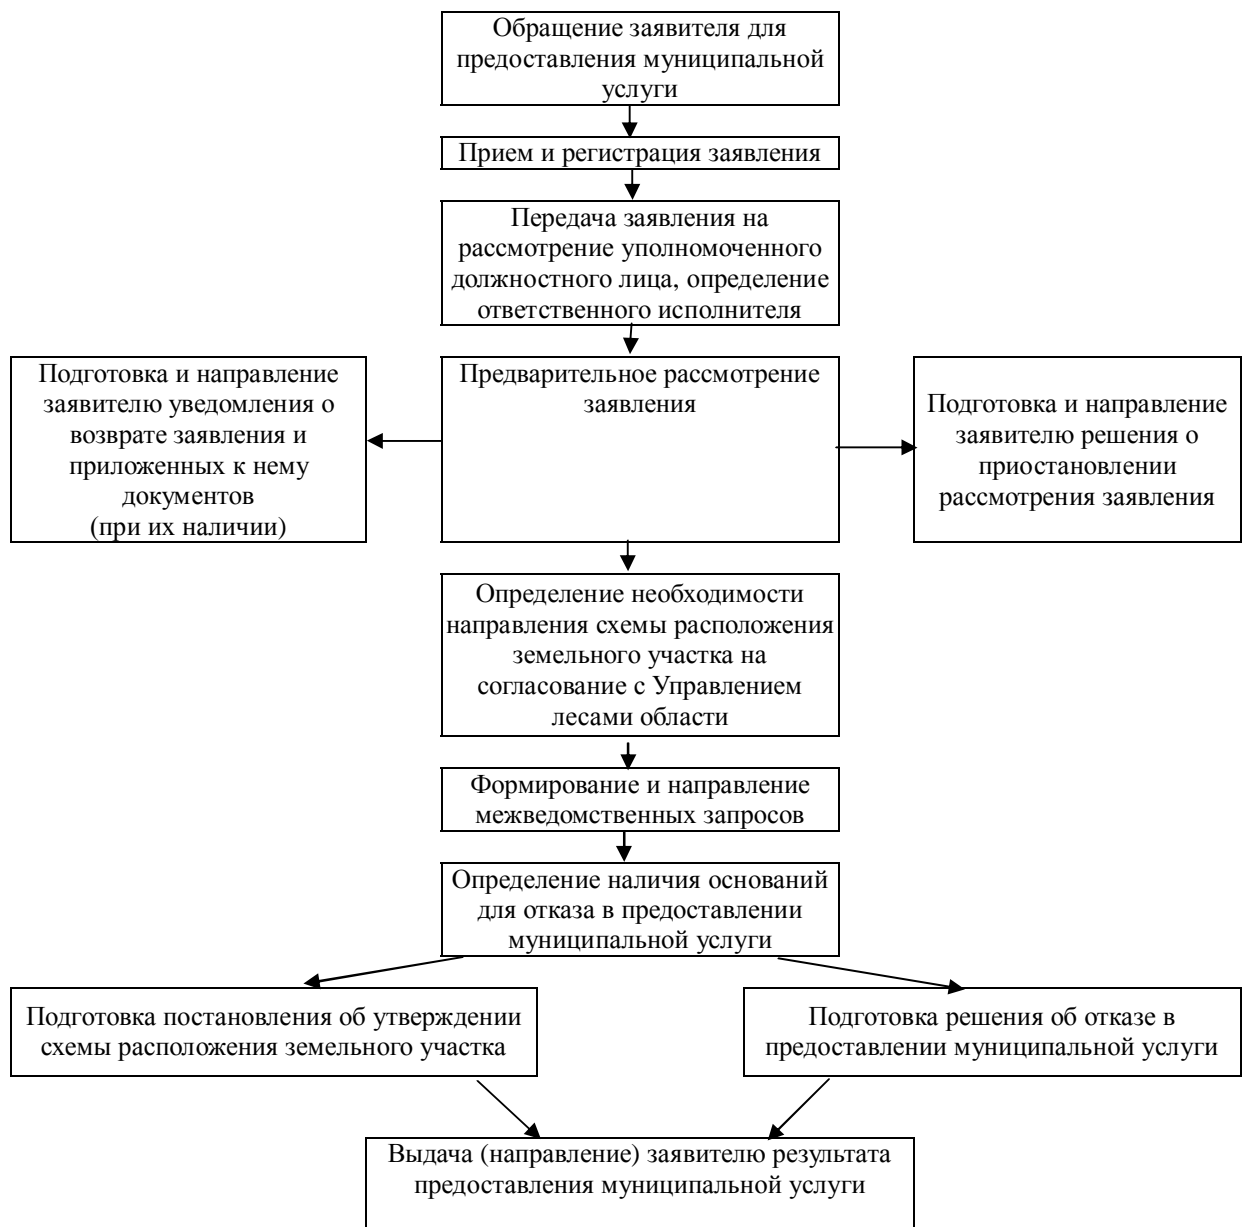 Обращение заявителя для
предоставления муниципальной
услуги
Прием и регистрация заявления
Передача заявления на
рассмотрение уполномоченного
должностного лица, определение
ответственного исполнителя
Подготовка и направление
заявителю уведомления о
возврате заявления и
приложенных к нему
документов
(при их наличии)
Предварительное рассмотрение
заявления
Подготовка и направление
заявителю решения о
приостановлении
рассмотрения заявления
Определение необходимости
направления схемы расположения
земельного участка на
согласование с Управлением
лесами области
Формирование и направление
межведомственных запросов
Определение наличия оснований
для отказа в предоставлении
муниципальной услуги
Подготовка постановления об утверждении
схемы расположения земельного участка
Подготовка решения об отказе в
предоставлении муниципальной услуги
Выдача (направление) заявителю результата
предоставления муниципальной услуги